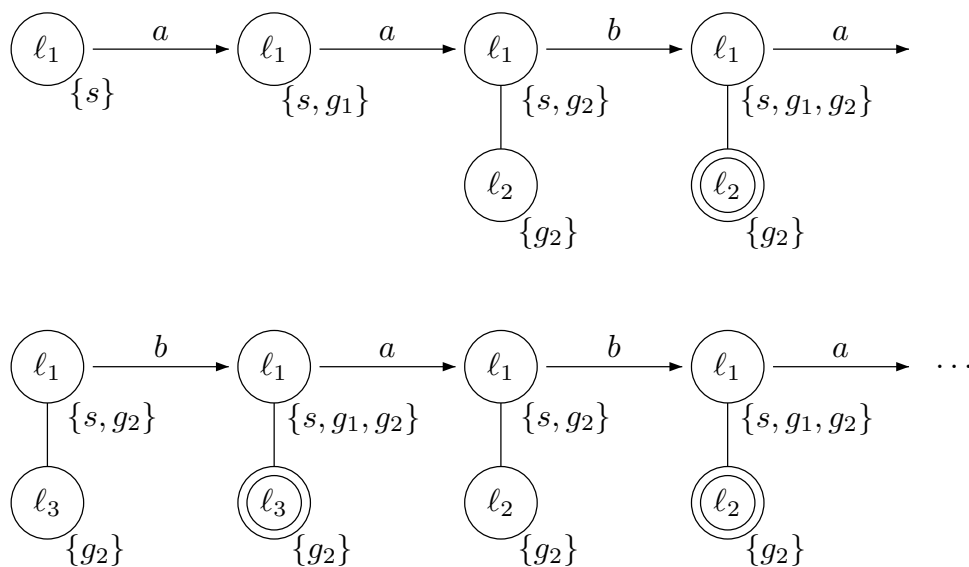 ℓ₁ a ℓ₁ a ℓ₁ b ℓ₁ a
{s} {s, g₁} {s, g₂} {s, g₁, g₂}
ℓ₂ ℓ₂
{g₂} {g₂}
ℓ₁ b ℓ₁ a ℓ₁ b ℓ₁ a ⋯
{s, g₂} {s, g₁, g₂} {s, g₂} {s, g₁, g₂}
ℓ₃ ℓ₃ ℓ₂ ℓ₂
{g₂} {g₂} {g₂} {g₂}